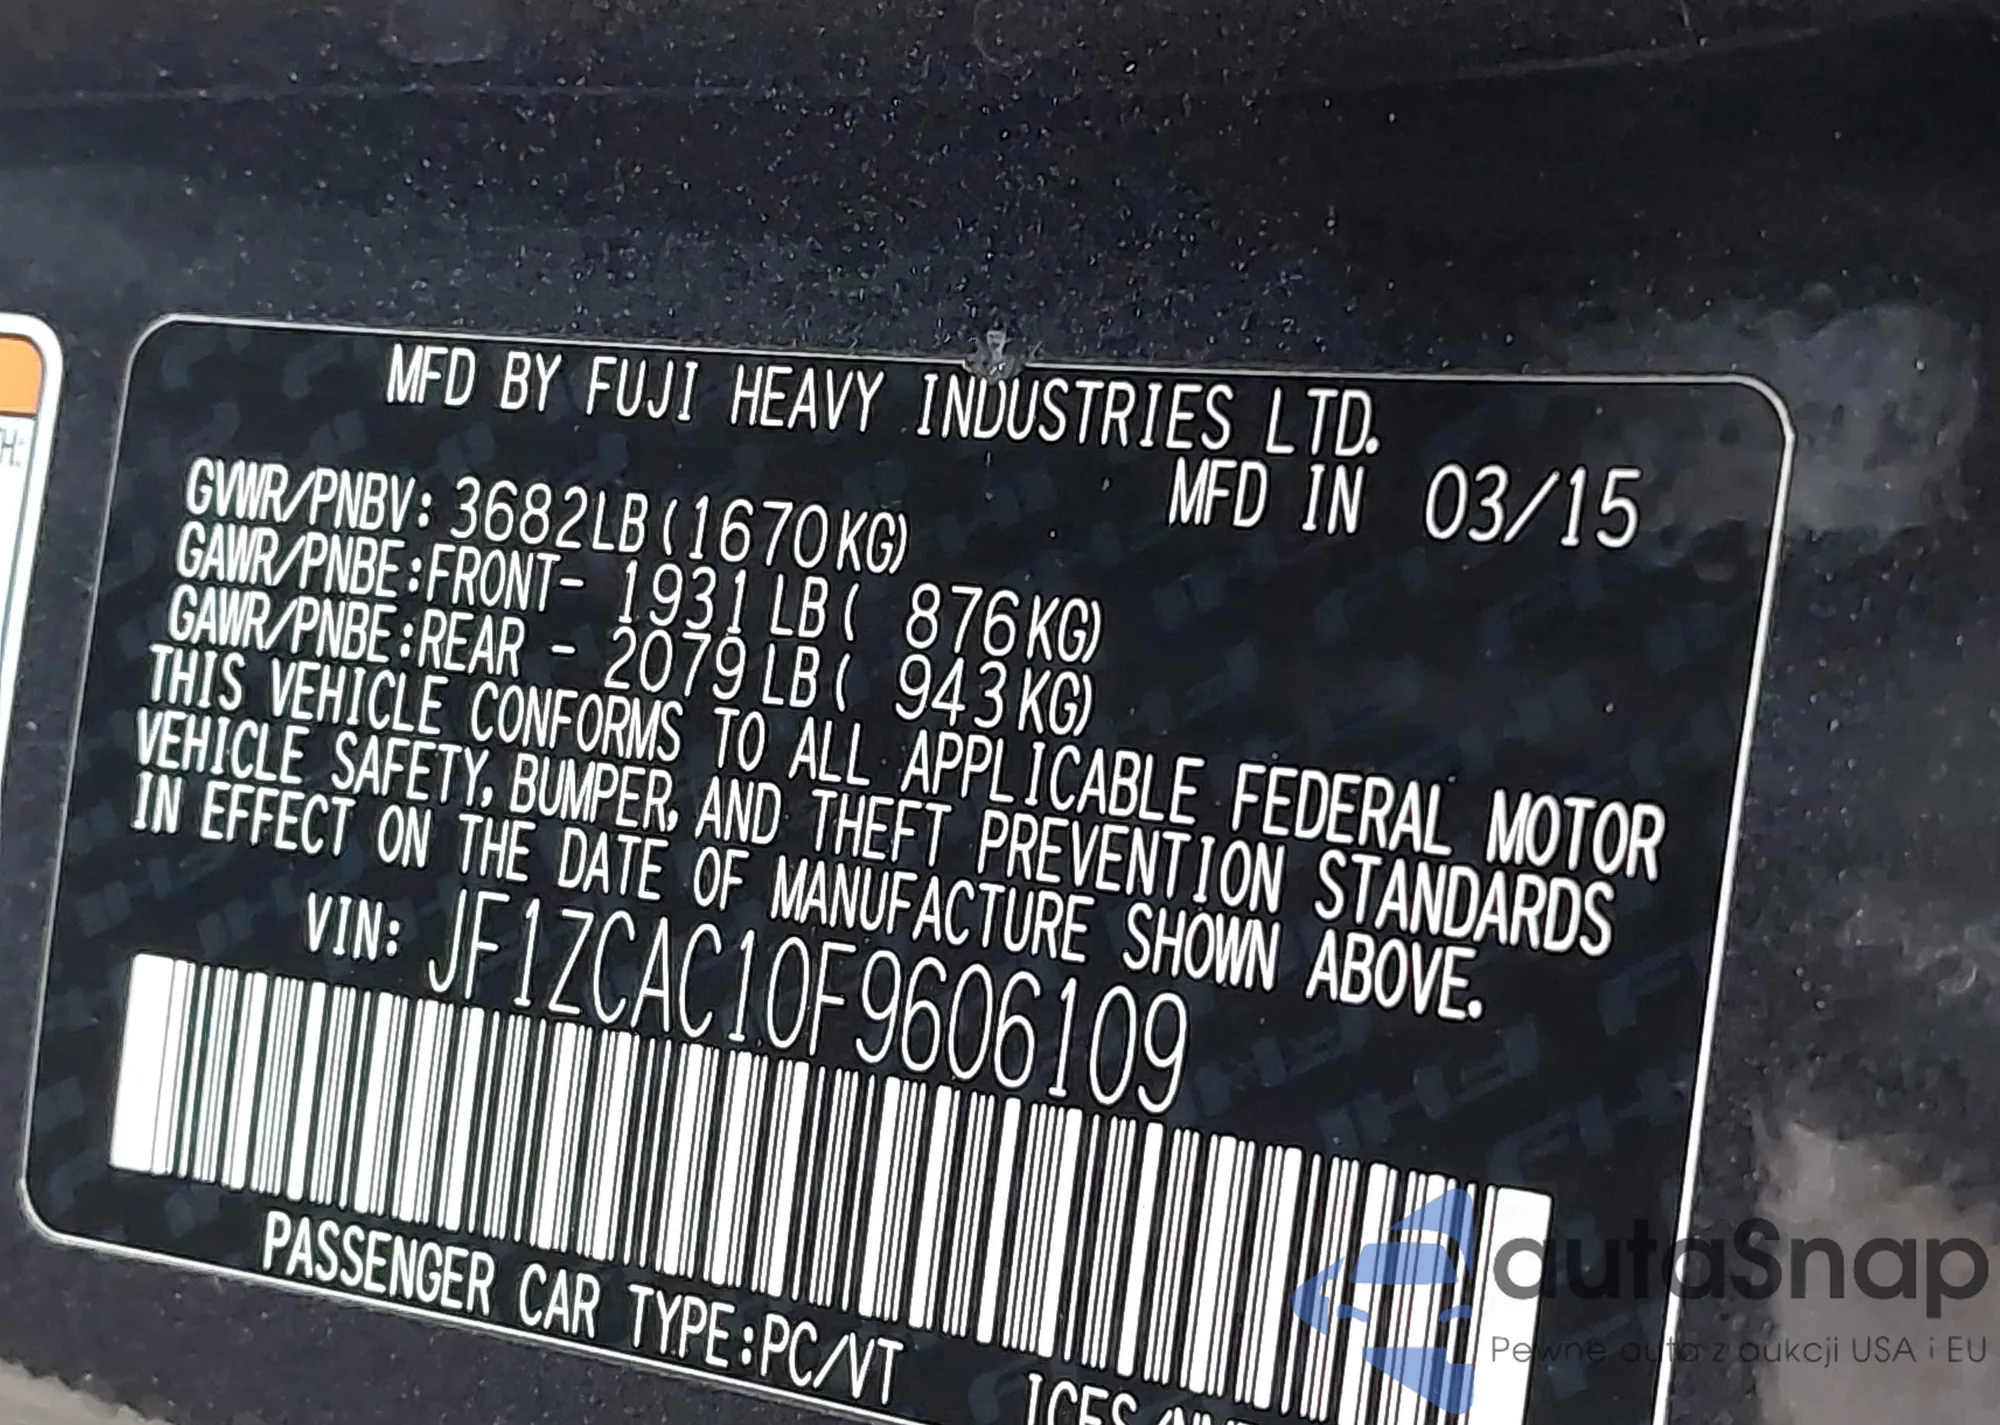 MFD BY FUJI HEAVY INDUSTRIES LTD.
MFD IN 03/15
GVWR/PNBV: 3682LB(1670KG)
GAWR/PNBE:FRONT- 1931LB( 876KG)
GAWR/PNBE:REAR - 2079LB( 943KG)
THIS VEHICLE CONFORMS TO ALL APPLICABLE FEDERAL MOTOR
VEHICLE SAFETY, BUMPER, AND THEFT PREVENTION STANDARDS
IN EFFECT ON THE DATE OF MANUFACTURE SHOWN ABOVE.
VIN: JF1ZCAC10F9606109
PASSENGER CAR TYPE:PC/VT
autaSnap
Pewne auta z aukcji USA i EU